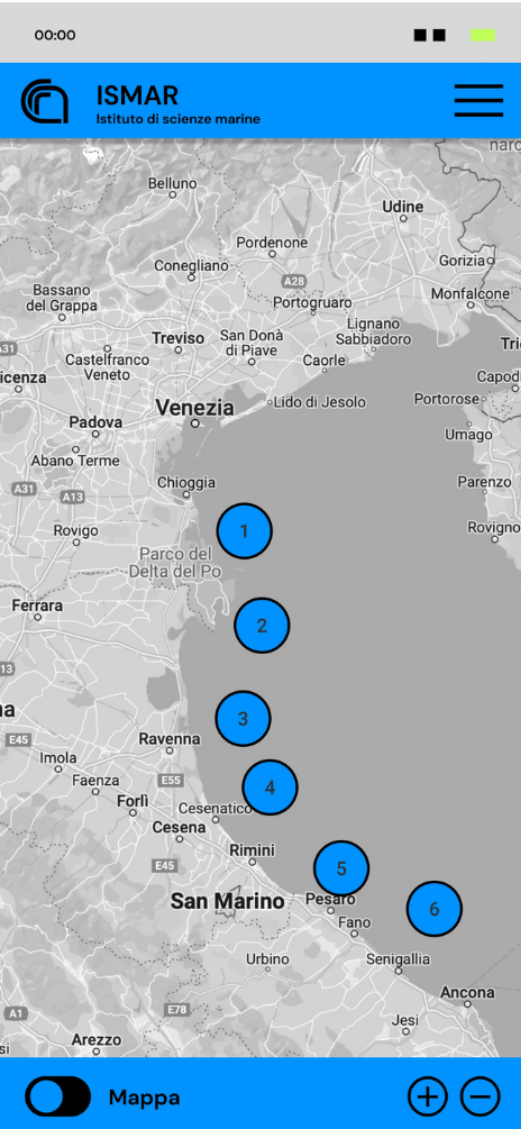 00:00
ISMAR
Istituto di scienze marine
Belluno
Udine
Pordenone
Conegliano
Gorizia
Bassano
del Grappa
A28
Monfalcone
Portogruaro
Lignano
Sabbiadoro
Treviso
San Donà
di Piave
A31
Castelfranco
Veneto
Caorle
Venezia
Lido di Jesolo
Portorose
Padova
Umago
Abano Terme
Chioggia
Parenzo
A31
A13
Rovigo
1
Rovigno
Parco del
Delta del Po
Ferrara
2
13
3
E45
Ravenna
Imola
Faenza
E55
4
Forlì
Cesenatico
Cesena
Rimini
E45
5
San Marino
Pesaro
6
Fano
Urbino
Senigallia
Ancona
A1
E78
Jesi
Arezzo
Mappa